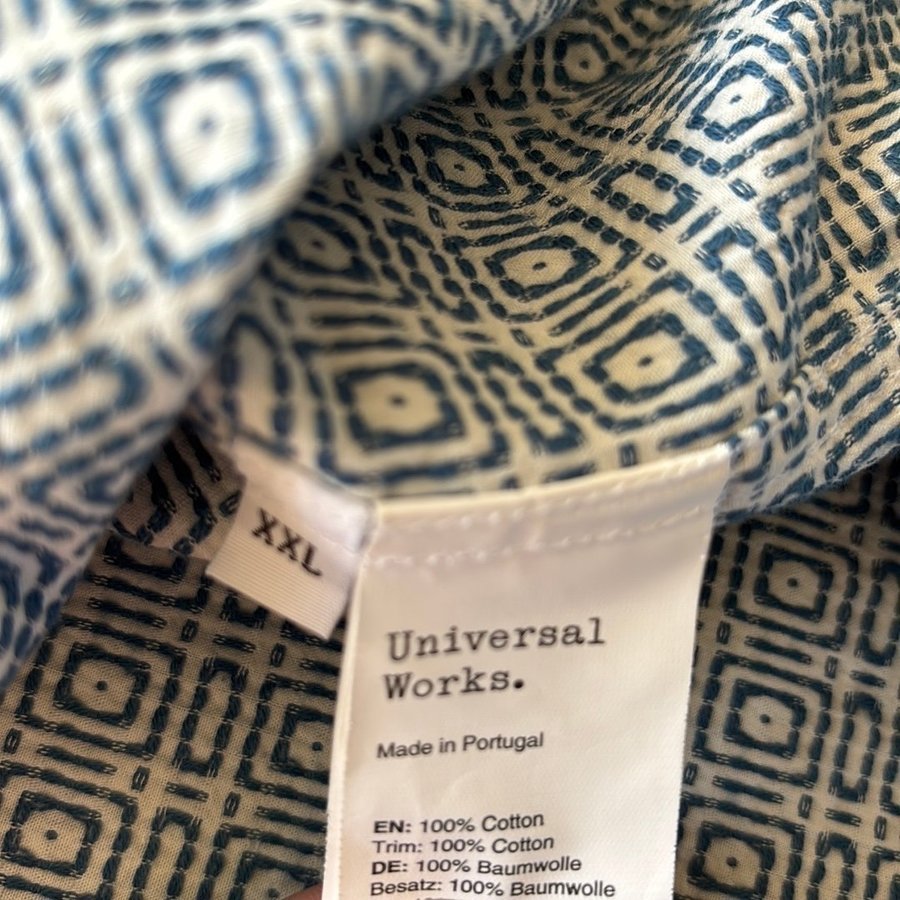 XXL
Universal
Works.
Made in Portugal
EN: 100% Cotton
Trim: 100% Cotton
DE: 100% Baumwolle
Besatz: 100% Baumwolle